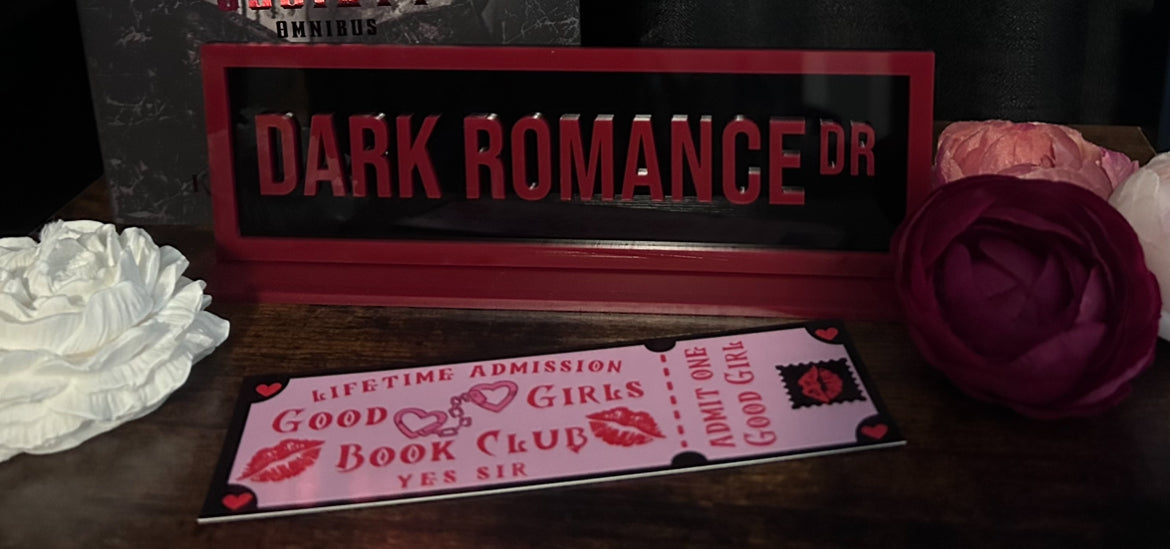 OMNIBUS
DARK ROMANCE DR
LIFETIME ADMISSION
GOOD GIRLS
BOOK CLUB
YES SIR
ADMIT ONE
GOOD GIRL